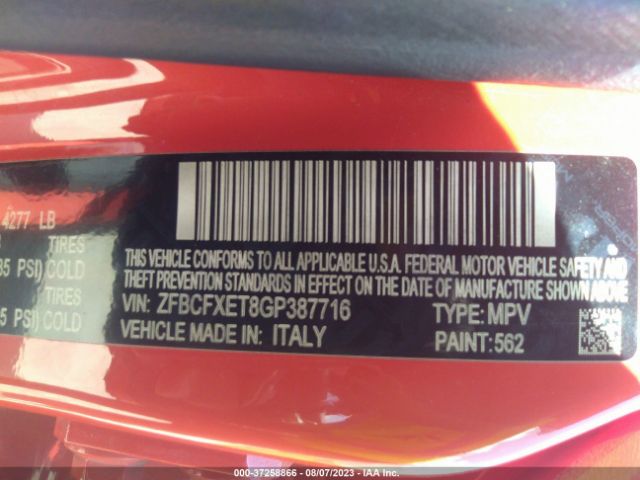 4277 LB
TIRES
35 PSI) COLD
TIRES
5 PSI) COLD
THIS VEHICLE CONFORMS TO ALL APPLICABLE U.S.A. FEDERAL MOTOR VEHICLE SAFETY AND
THEFT PREVENTION STANDARDS IN EFFECT ON THE DATE OF MANUFACTURE SHOWN ABOVE.
VIN: ZFBCFXET8GP387716 TYPE: MPV
VEHICLE MADE IN: ITALY PAINT: 562
000-37258866 - 08/07/2023 - IAA Inc.